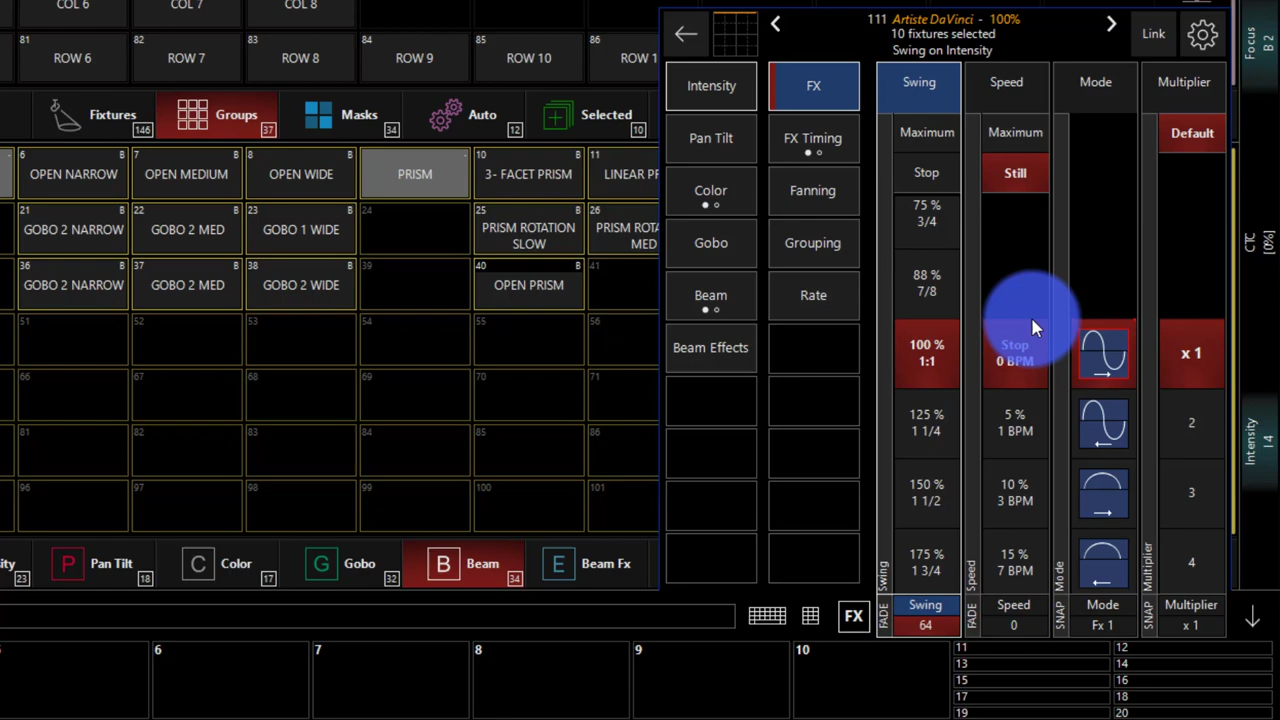 COL 6
COL 7
COL 8
81
ROW 6
82
ROW 7
83
ROW 8
84
ROW 9
85
ROW 10
86
ROW 1
Fixtures
146
Groups
37
Masks
34
Auto
12
Selected
10
6 B
OPEN NARROW
7 B
OPEN MEDIUM
8 B
OPEN WIDE
PRISM
10 B
3- FACET PRISM
11
LINEAR PR
21 B
GOBO 2 NARROW
22 B
GOBO 2 MED
23 B
GOBO 1 WIDE
24
25 B
PRISM ROTATION
SLOW
26
PRISM ROTA
MED
36 B
GOBO 2 NARROW
37 B
GOBO 2 MED
38 B
GOBO 2 WIDE
39
40 B
OPEN PRISM
41
51
52
53
54
55
56
66
67
68
69
70
71
81
82
83
84
85
86
96
97
98
99
100
101
ity
23
P
Pan Tilt
18
C
Color
17
G
Gobo
32
B
Beam
34
E
Beam Fx
111 Artiste DaVinci - 100%
10 fixtures selected
Swing on Intensity
Link
Intensity
Pan Tilt
Color
Gobo
Beam
Beam Effects
FX
FX Timing
Fanning
Grouping
Rate
Swing
Maximum
Stop
75 %
3/4
88 %
7/8
100 %
1:1
125 %
1 1/4
150 %
1 1/2
175 %
1 3/4
Swing
FADE
Swing
64
Speed
Maximum
Still
Stop
0 BPM
5 %
1 BPM
10 %
3 BPM
15 %
7 BPM
Speed
FADE
Speed
0
Mode
Mode
SNAP
Mode
Fx 1
Multiplier
Default
x 1
2
3
4
Multiplier
SNAP
Multiplier
x 1
Focus
B 2
CTC
[0%]
Intensity
I 4
FX
6
7
8
9
10
11
12
13
14
15
16
17
18
19
20